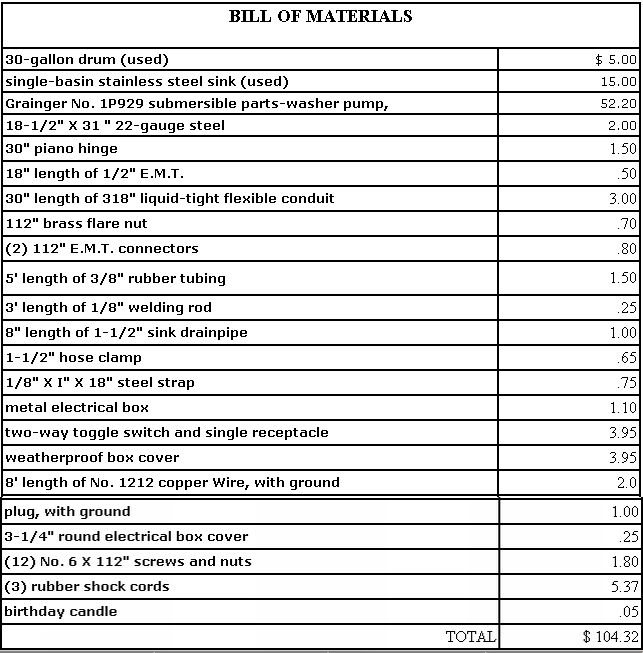 BILL OF MATERIALS
30-gallon drum (used) $ 5.00
single-basin stainless steel sink (used) 15.00
Grainger No. 1P929 submersible parts-washer pump, 52.20
18-1/2" X 31 " 22-gauge steel 2.00
30" piano hinge 1.50
18" length of 1/2" E.M.T. .50
30" length of 318" liquid-tight flexible conduit 3.00
112" brass flare nut .70
(2) 112" E.M.T. connectors .80
5' length of 3/8" rubber tubing 1.50
3' length of 1/8" welding rod .25
8" length of 1-1/2" sink drainpipe 1.00
1-1/2" hose clamp .65
1/8" X I" X 18" steel strap .75
metal electrical box 1.10
two-way toggle switch and single receptacle 3.95
weatherproof box cover 3.95
8' length of No. 1212 copper Wire, with ground 2.0
plug, with ground 1.00
3-1/4" round electrical box cover .25
(12) No. 6 X 112" screws and nuts 1.80
(3) rubber shock cords 5.37
birthday candle .05
TOTAL $ 104.32